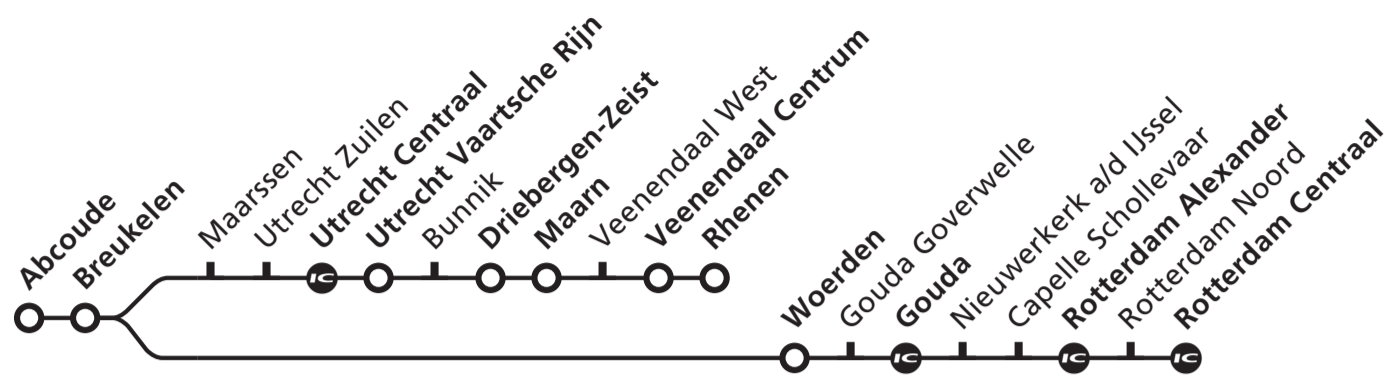 Abcoude
Breukelen
Maarssen
Utrecht Zuilen
Utrecht Centraal
Utrecht Vaartsche Rijn
Bunnik
Driebergen-Zeist
Maarn
Veenendaal West
Veenendaal Centrum
Rhenen
Woerden
Gouda Goverwelle
Gouda
Nieuwerkerk a/d IJssel
Capelle Schollevaar
Rotterdam Alexander
Rotterdam Noord
Rotterdam Centraal
IC
IC
IC
IC